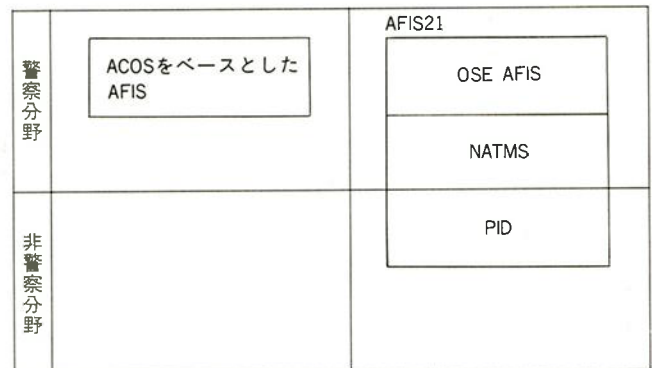 警察分野
ACOSをベースとした
AFIS
AFIS21
OSE AFIS
NATMS
PID
非警察分野